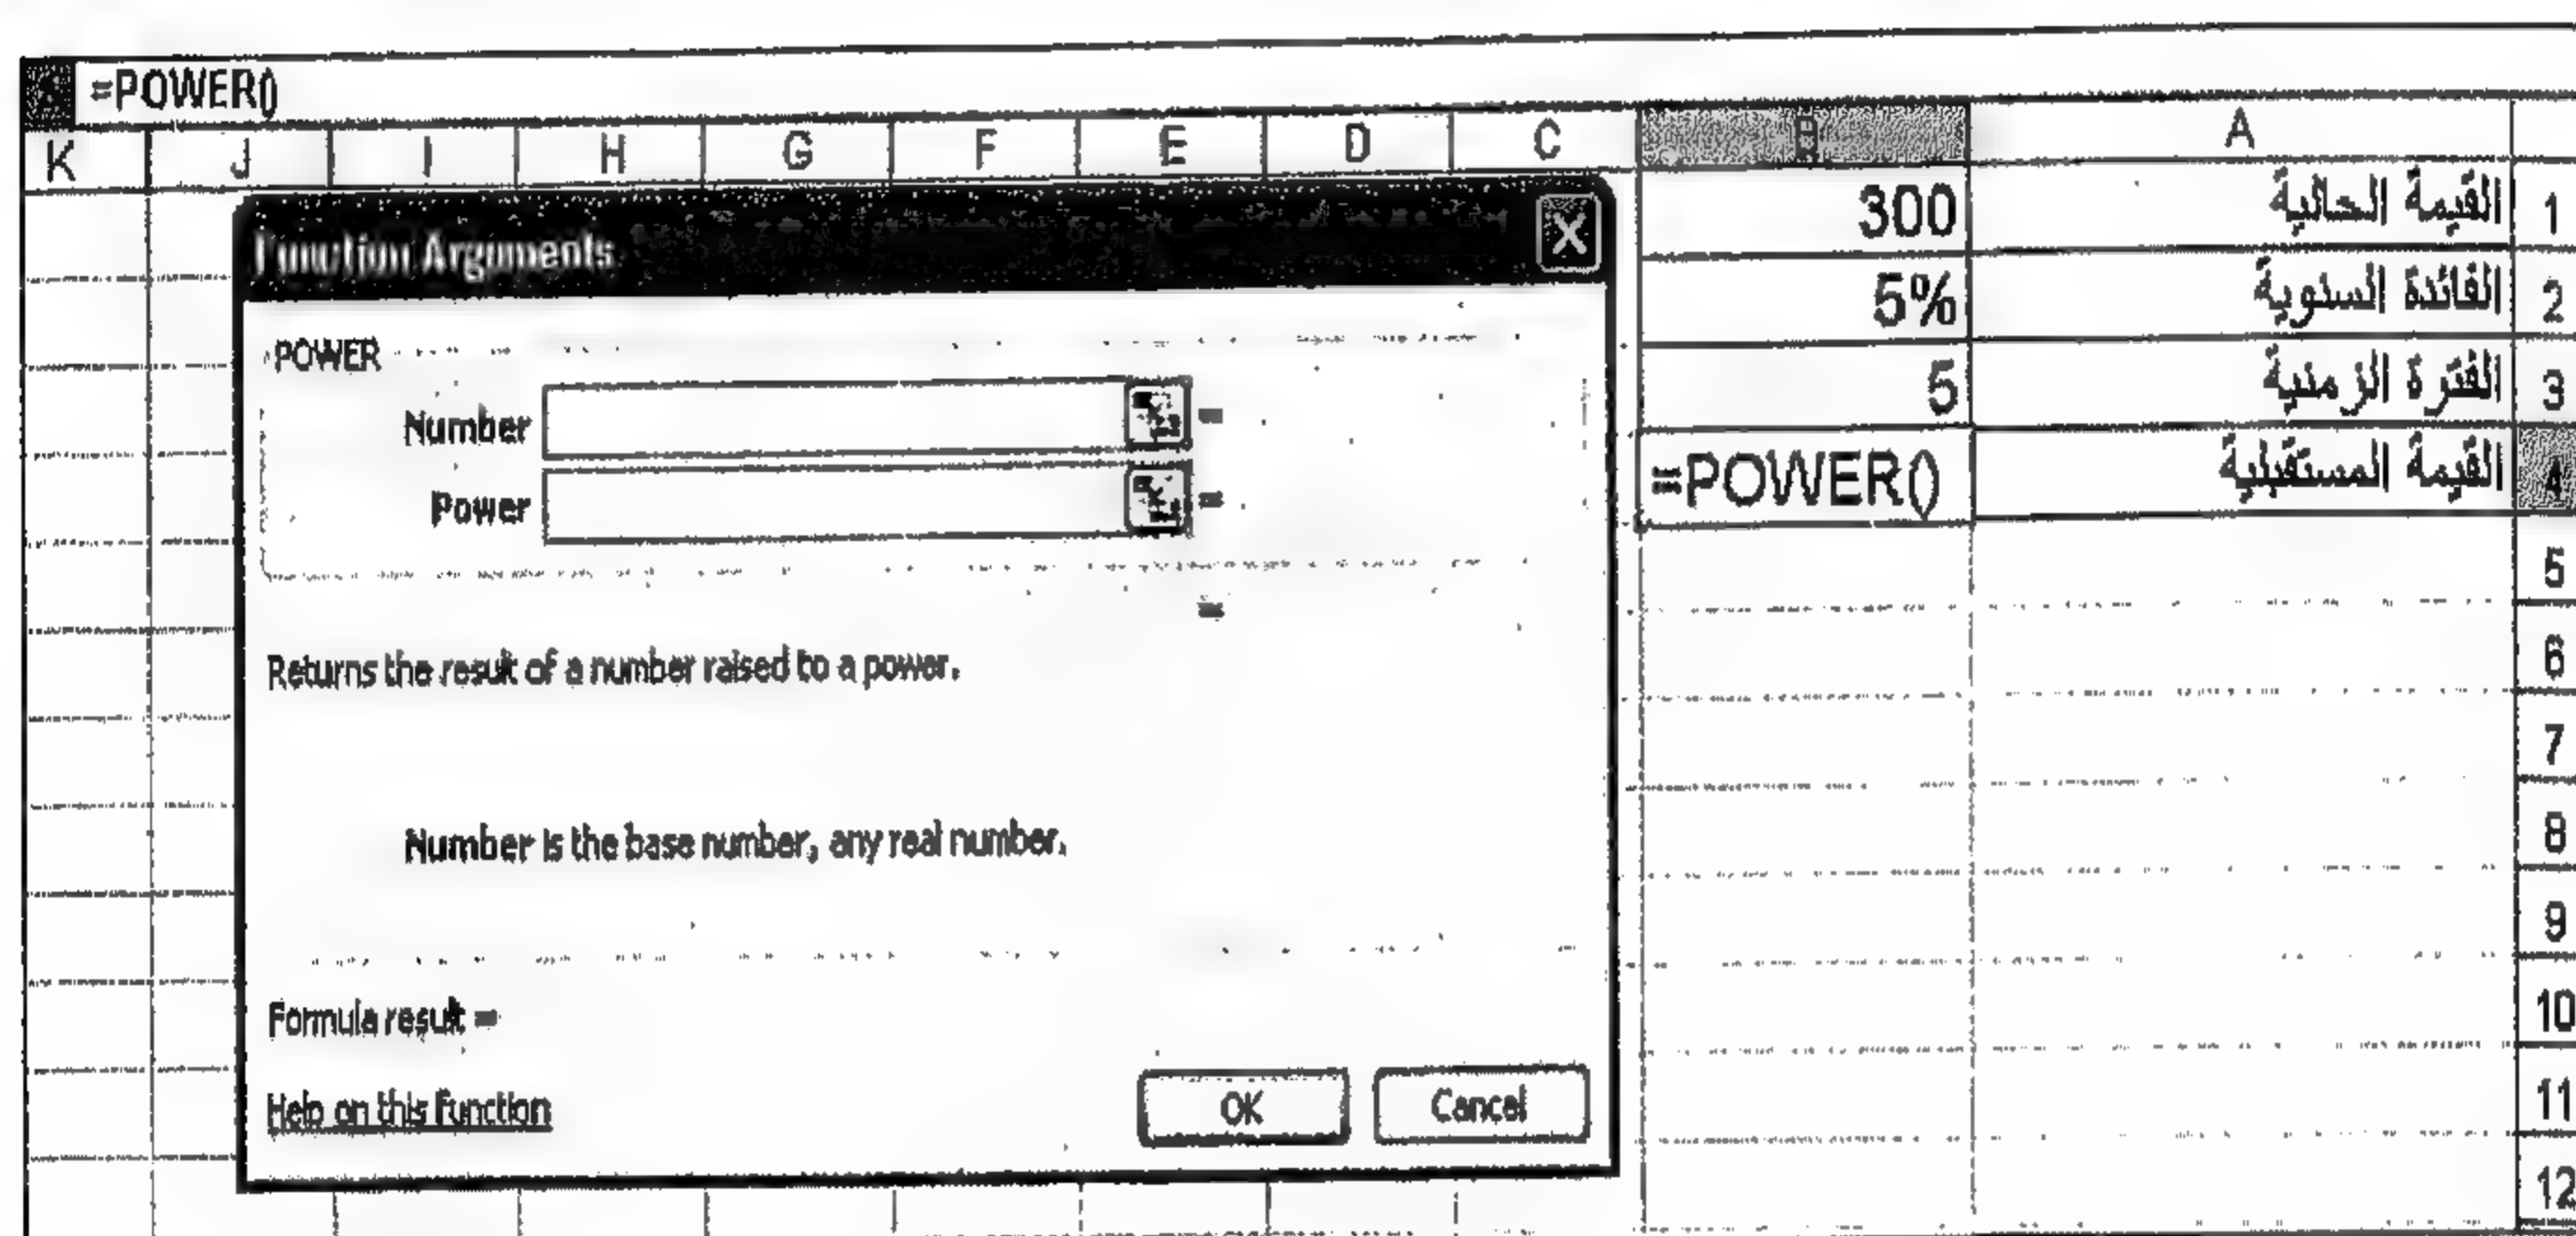 =POWER()
K J I H G F E D C B A
300 القيمة الحالية 1
5% الفائدة السنوية 2
5 الفترة الزمنية 3
=POWER() القيمة المستقبلية 4
5
6
7
8
9
10
11
12
Function Arguments
POWER
Number =
Power =
=
Returns the result of a number raised to a power.
Number is the base number, any real number.
Formula result =
Help on this function
OK Cancel